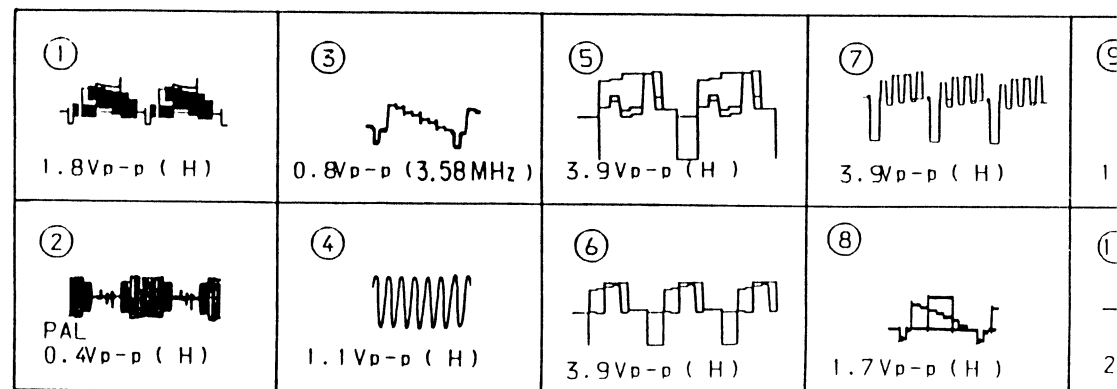 ①
1.8Vp-p ( H )
③
0.8Vp-p (3.58MHz)
⑤
3.9Vp-p ( H )
⑦
3.9Vp-p ( H )
②
PAL
0.4Vp-p ( H )
④
1.1Vp-p ( H )
⑥
3.9Vp-p ( H )
⑧
1.7Vp-p ( H )